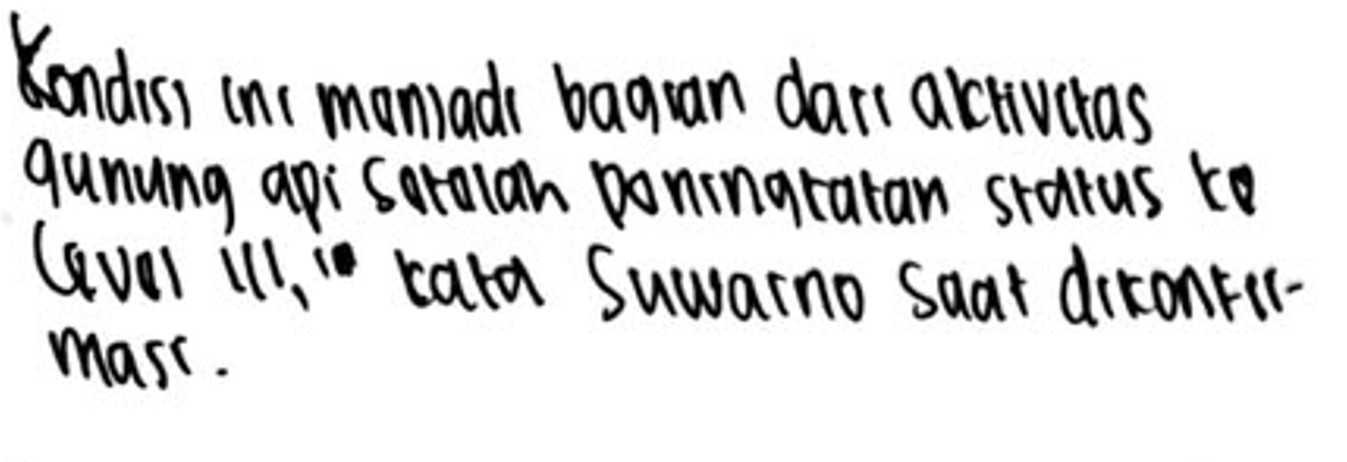 Kondisi ini menjadi bagian dari aktivitas
gunung api setelah peningkatan status ke
Level III," kata Suwarno saat dikonfir-
masi.